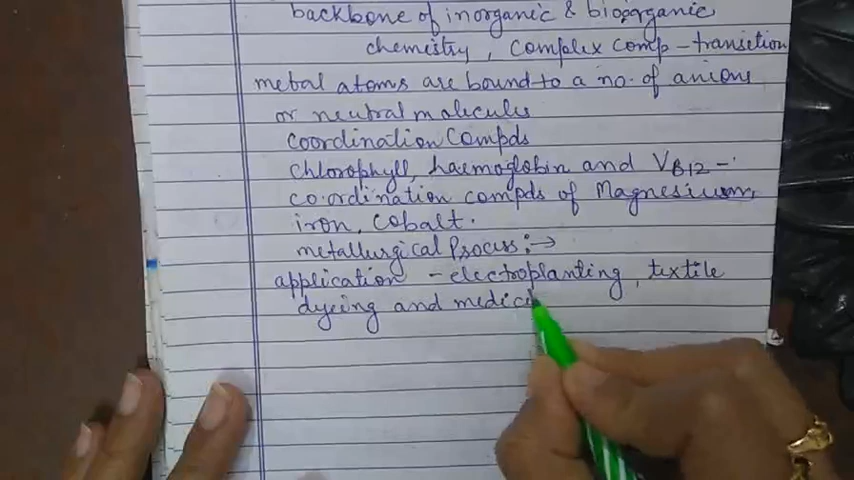 backbone of inorganic & bioorganic
chemistry, complex comp - transition
metal atoms are bound to a no. of anions
or neutral molecules
coordination Compds
chlorophyll, haemoglobin and VB12 -
co.ordination compds of Magnesium,
iron, cobalt.
metallurgical Process :→
application - electroplanting, textile
dyeing and medici